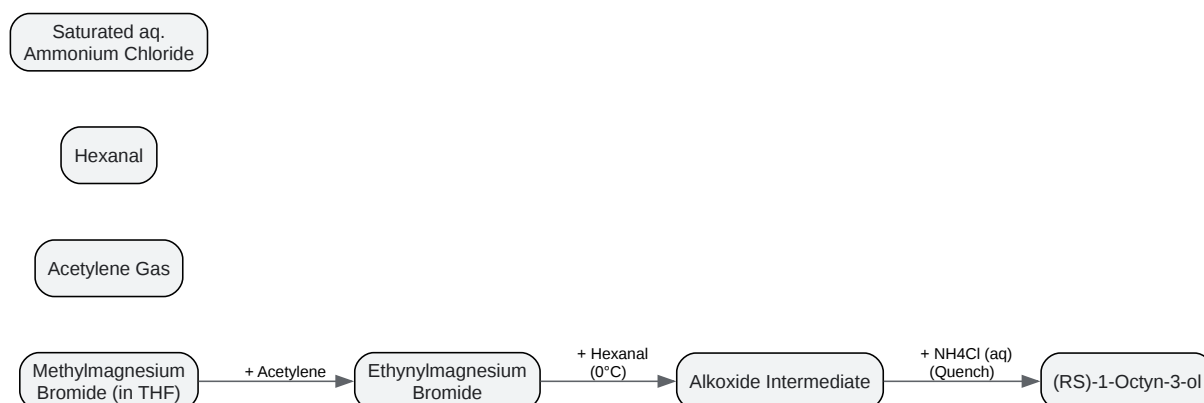 Saturated aq.
Ammonium Chloride
Hexanal
Acetylene Gas
Methylmagnesium
Bromide (in THF)
+ Acetylene
Ethynylmagnesium
Bromide
+ Hexanal
(0°C)
Alkoxide Intermediate
+ NH4Cl (aq)
(Quench)
(RS)-1-Octyn-3-ol